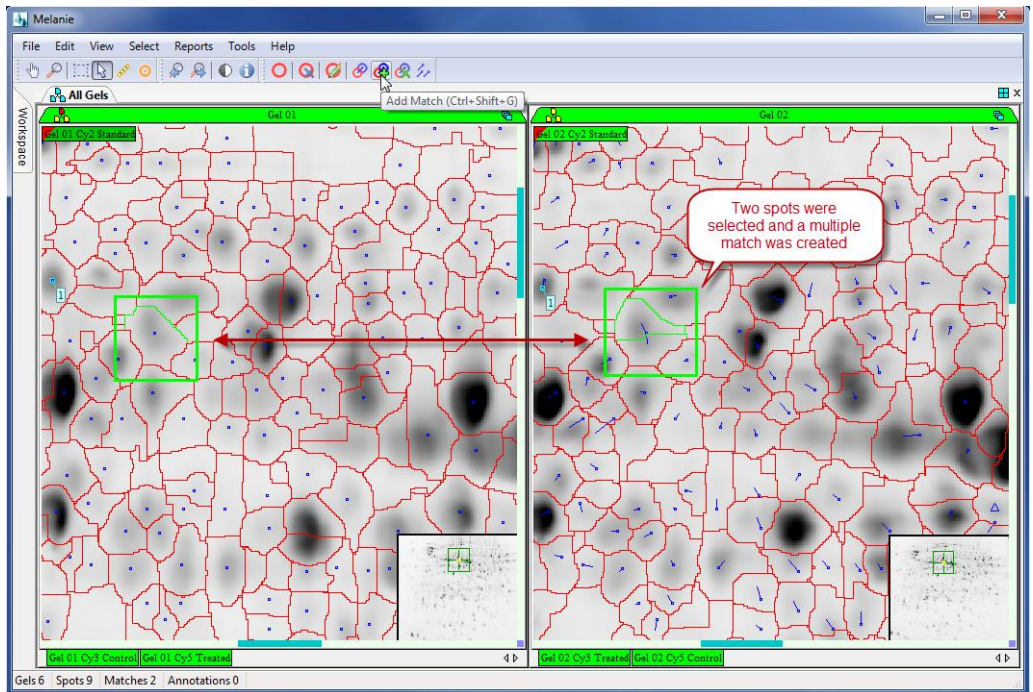 Melanie
File Edit View Select Reports Tools Help
All Gels
Add Match (Ctrl+Shift+G)
Workspace
Gel 01
Gel 02
Gel 01 Cy2 Standard
Gel 02 Cy2 Standard
Two spots were
selected and a multiple
match was created
1
1
Gel 01 Cy3 Control Gel 01 Cy5 Treated
Gel 02 Cy3 Treated Gel 02 Cy5 Control
Gels 6 Spots 9 Matches 2 Annotations 0